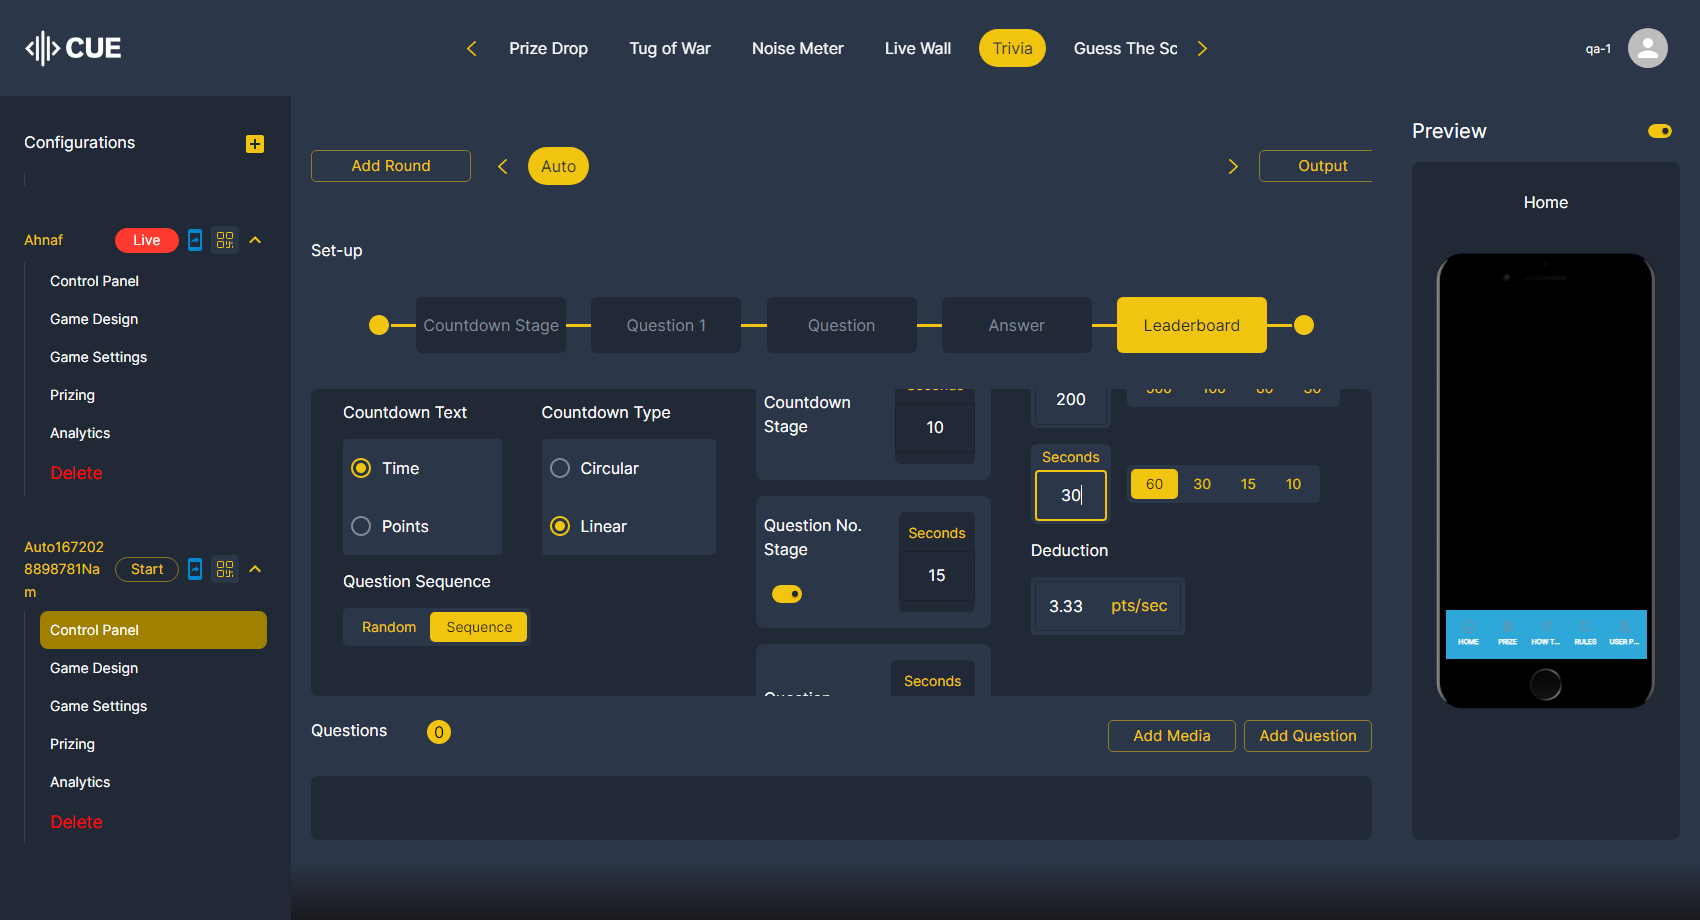 CUE
Prize Drop
Tug of War
Noise Meter
Live Wall
Trivia
Guess The Sc
qa-1
Configurations
Ahnaf
Live
Control Panel
Game Design
Game Settings
Prizing
Analytics
Delete
Auto167202
8898781Na
m
Start
Control Panel
Game Design
Game Settings
Prizing
Analytics
Delete
Add Round
Auto
Output
Set-up
Countdown Stage
Question 1
Question
Answer
Leaderboard
Countdown Text
Time
Points
Countdown Type
Circular
Linear
Question Sequence
Random
Sequence
Countdown
Stage
Seconds
10
Question No.
Stage
Seconds
15
Question
Seconds
200
Seconds
30
60
30
15
10
Deduction
3.33 pts/sec
Questions
0
Add Media
Add Question
Preview
Home
HOME
PRIZE
HOW T...
RULES
USER P...